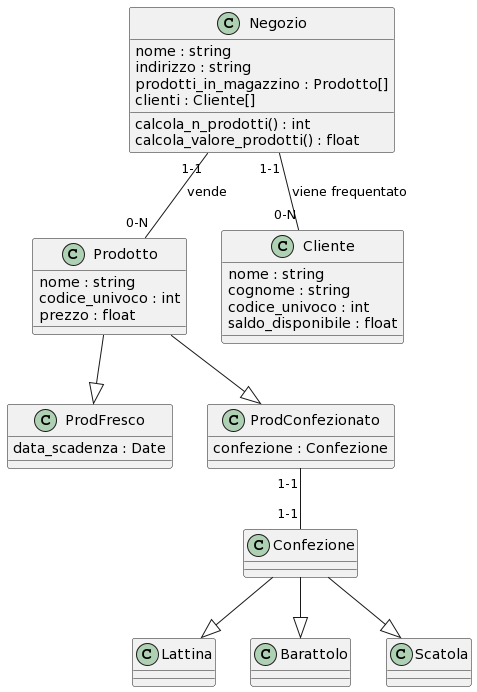 C Negozio
nome : string
indirizzo : string
prodotti_in_magazzino : Prodotto[]
clienti : Cliente[]
calcola_n_prodotti() : int
calcola_valore_prodotti() : float
1-1
1-1
vende
viene frequentato
0-N
0-N
C Prodotto
nome : string
codice_univoco : int
prezzo : float
C Cliente
nome : string
cognome : string
codice_univoco : int
saldo_disponibile : float
C ProdFresco
data_scadenza : Date
C ProdConfezionato
confezione : Confezione
1-1
1-1
C Confezione
C Lattina
C Barattolo
C Scatola